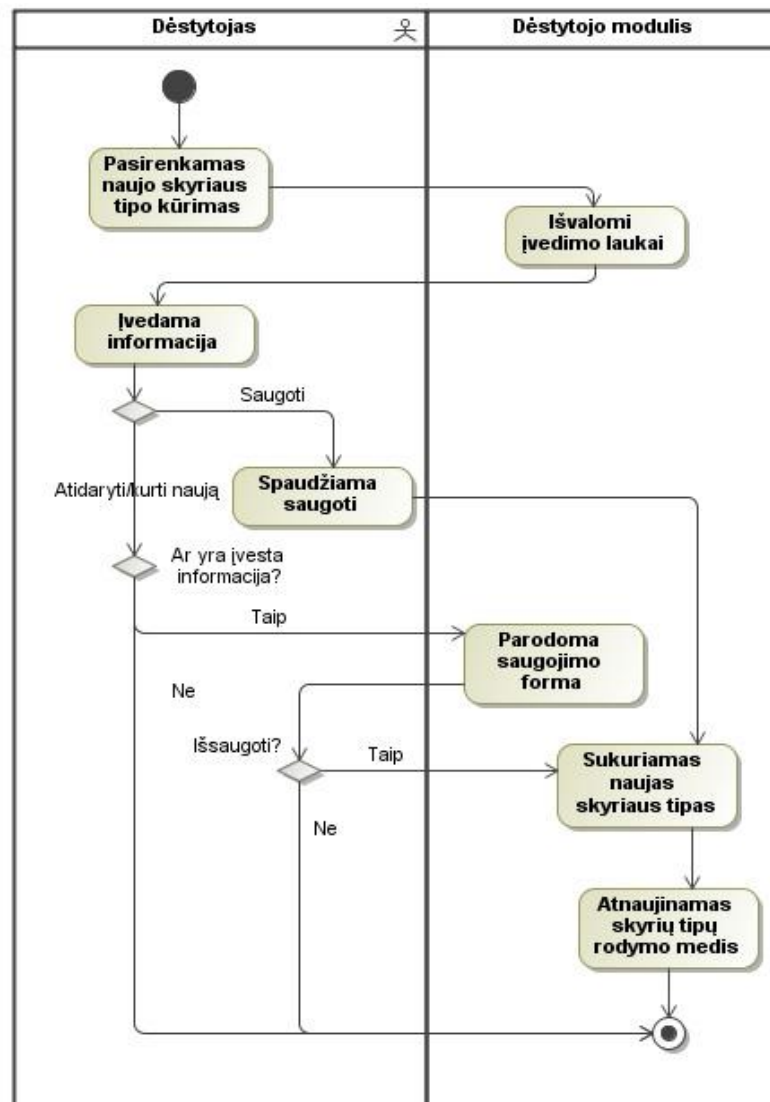 Dėstytojas
Dėstytojo modulis
Pasirenkamas
naujo skyriaus
tipo kūrimas
Išvalomi
įvedimo laukai
Įvedama
informacija
Saugoti
Spaudžiama
saugoti
Atidaryti/kurti naują
Ar yra įvesta
informacija?
Taip
Parodoma
saugojimo
forma
Ne
Išsaugoti?
Taip
Sukuriamas
naujas
skyriaus tipas
Ne
Atnaujinamas
skyrių tipų
rodymo medis